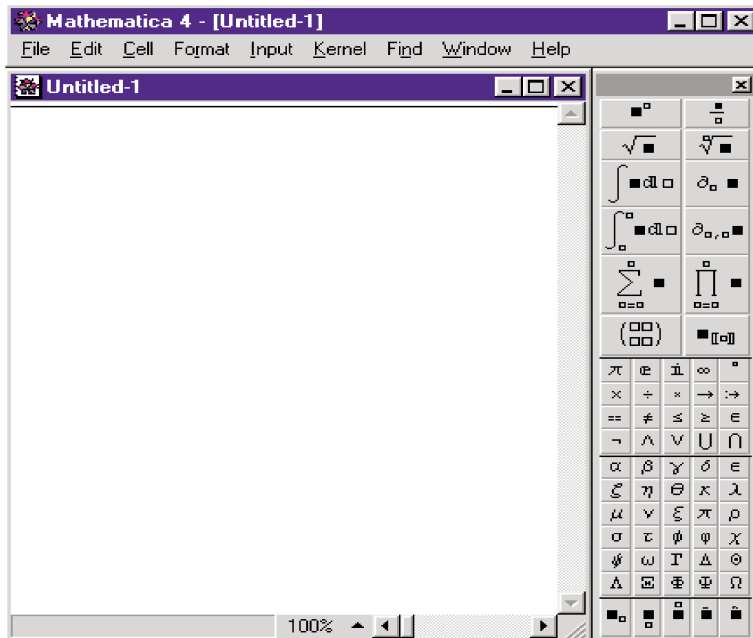 Mathematica 4 - [Untitled-1]
File Edit Cell Format Input Kernel Find Window Help
Untitled-1
■▫ ■/▫
√■ ▫√■
∫■ⅆ▫ ∂▫ ■
∫▫▫■ⅆ▫ ∂▫,▫■
∑ ▫ ▫=▫ ■ ∏ ▫ ▫=▫ ■
(▫▫ ▫▫) ■〚▫〛
π ⅇ ⅈ ∞ °
× ÷ × → :→
== ≠ ≤ ≥ ∈
¬ ∧ ∨ ∪ ∩
α β γ δ ϵ
ζ η θ κ λ
μ ν ξ π ρ
σ τ ϕ φ χ
ψ ω Γ Δ Θ
Λ Ξ Φ Ψ Ω
100%